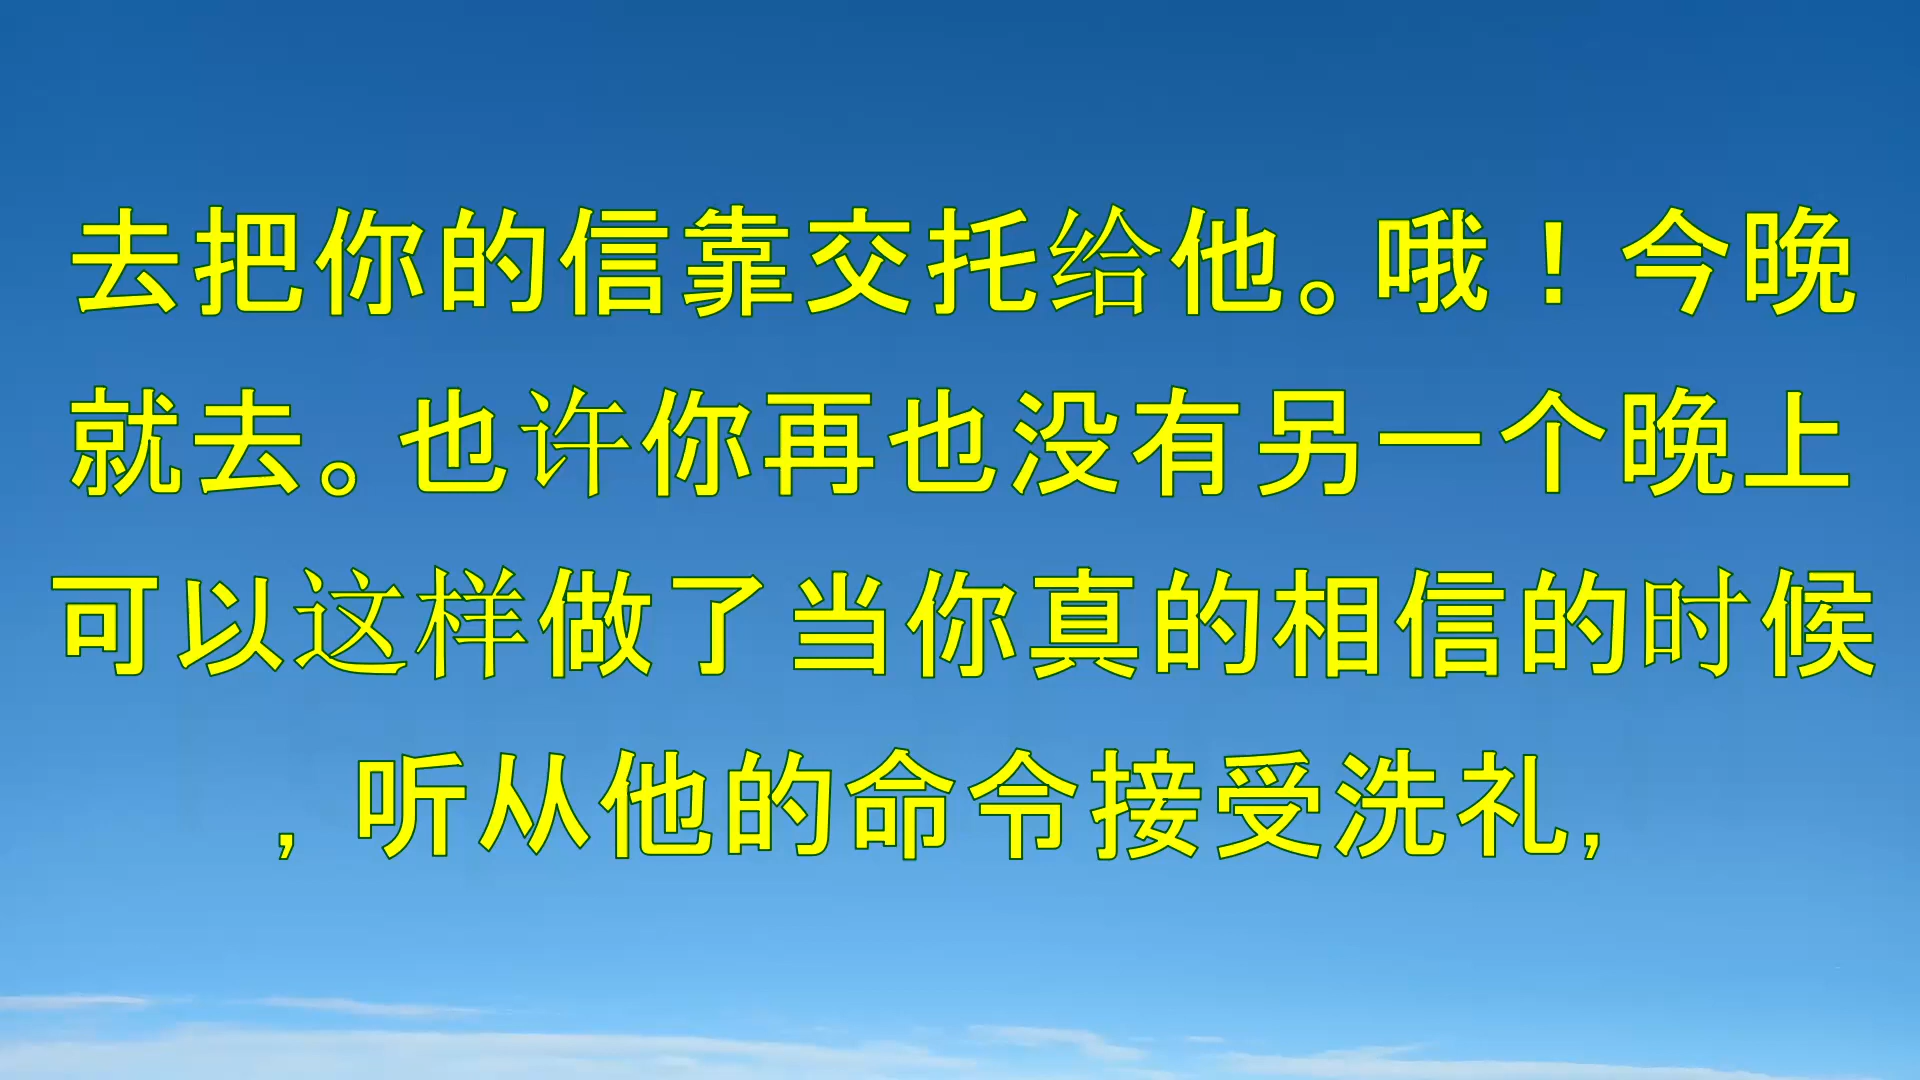 去把你的信靠交托给他。哦！今晚
就去。也许你再也没有另一个晚上
可以这样做了当你真的相信的时候
，听从他的命令接受洗礼,